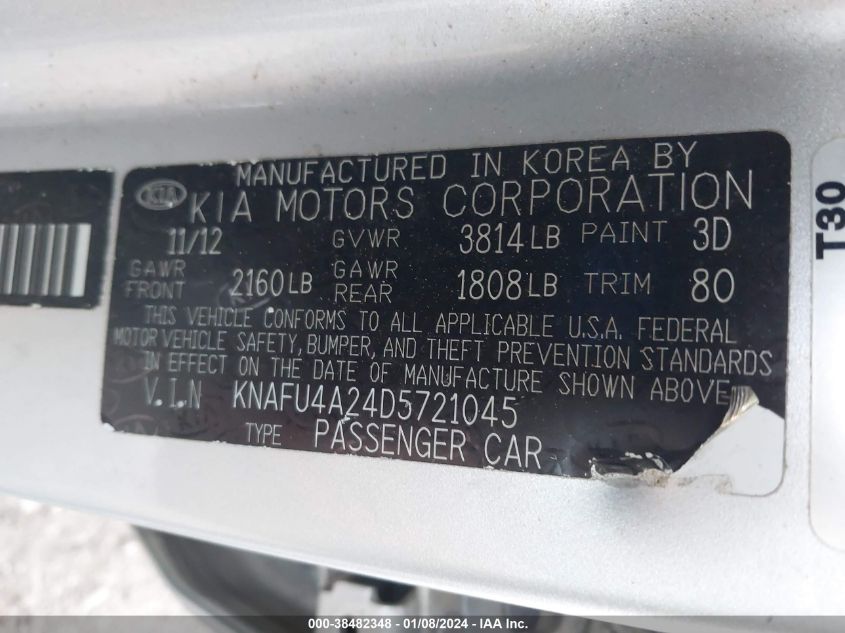 MANUFACTURED IN KOREA BY
KIA KIA MOTORS CORPORATION
11/12 GVWR 3814LB PAINT 3D
GAWR FRONT 2160LB GAWR REAR 1808LB TRIM 80
THIS VEHICLE CONFORMS TO ALL APPLICABLE U.S.A. FEDERAL
MOTOR VEHICLE SAFETY, BUMPER, AND THEFT PREVENTION STANDARDS
IN EFFECT ON THE DATE OF MANUFACTURE SHOWN ABOVE
V.I.N KNAFU4A24D5721045
TYPE PASSENGER CAR
T30
000-38482348 - 01/08/2024 - IAA Inc.